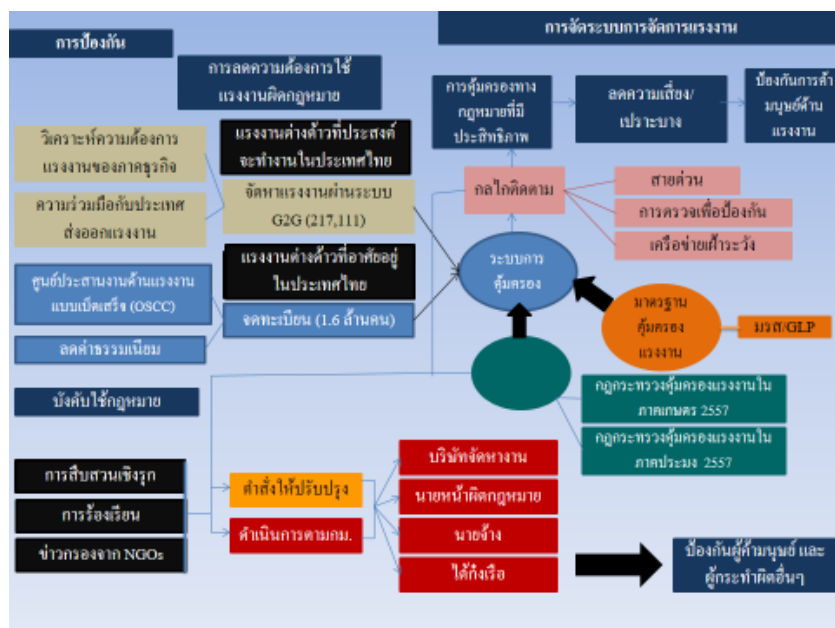 การจัดระบบการจัดการแรงงาน
การป้องกัน
การลดความต้องการใช้
แรงงานผิดกฎหมาย
การคุ้มครองทาง
กฎหมายที่มี
ประสิทธิภาพ
ลดความเสี่ยง/
เปราะบาง
ป้องกันการค้า
มนุษย์ด้าน
แรงงาน
วิเคราะห์ความต้องการ
แรงงานของภาคธุรกิจ
ความร่วมมือกับประเทศ
ส่งออกแรงงาน
แรงงานต่างด้าวที่ประสงค์
จะทำงานในประเทศไทย
จัดหาแรงงานผ่านระบบ
G2G (217,111)
แรงงานต่างด้าวที่อาศัยอยู่
ในประเทศไทย
กลไกติดตาม
สายด่วน
การตรวจเพื่อป้องกัน
เครือข่ายเฝ้าระวัง
ระบบการ
คุ้มครอง
ศูนย์ประสานงานด้านแรงงาน
แบบเบ็ดเสร็จ (OSCC)
ลดค่าธรรมเนียม
จดทะเบียน (1.6 ล้านคน)
มาตรฐาน
คุ้มครอง
แรงงาน
มรส/GLP
บังคับใช้กฎหมาย
กฎกระทรวงคุ้มครองแรงงานใน
ภาคเกษตร 2557
กฎกระทรวงคุ้มครองแรงงานใน
ภาคประมง 2557
การสืบสวนเชิงรุก
การร้องเรียน
ข่าวกรองจาก NGOs
คำสั่งให้ปรับปรุง
ดำเนินการตามกม.
บริษัทจัดหางาน
นายหน้าผิดกฎหมาย
นายจ้าง
ไต้ก๋งเรือ
ป้องกันผู้ค้ามนุษย์ และ
ผู้กระทำผิดอื่นๆ